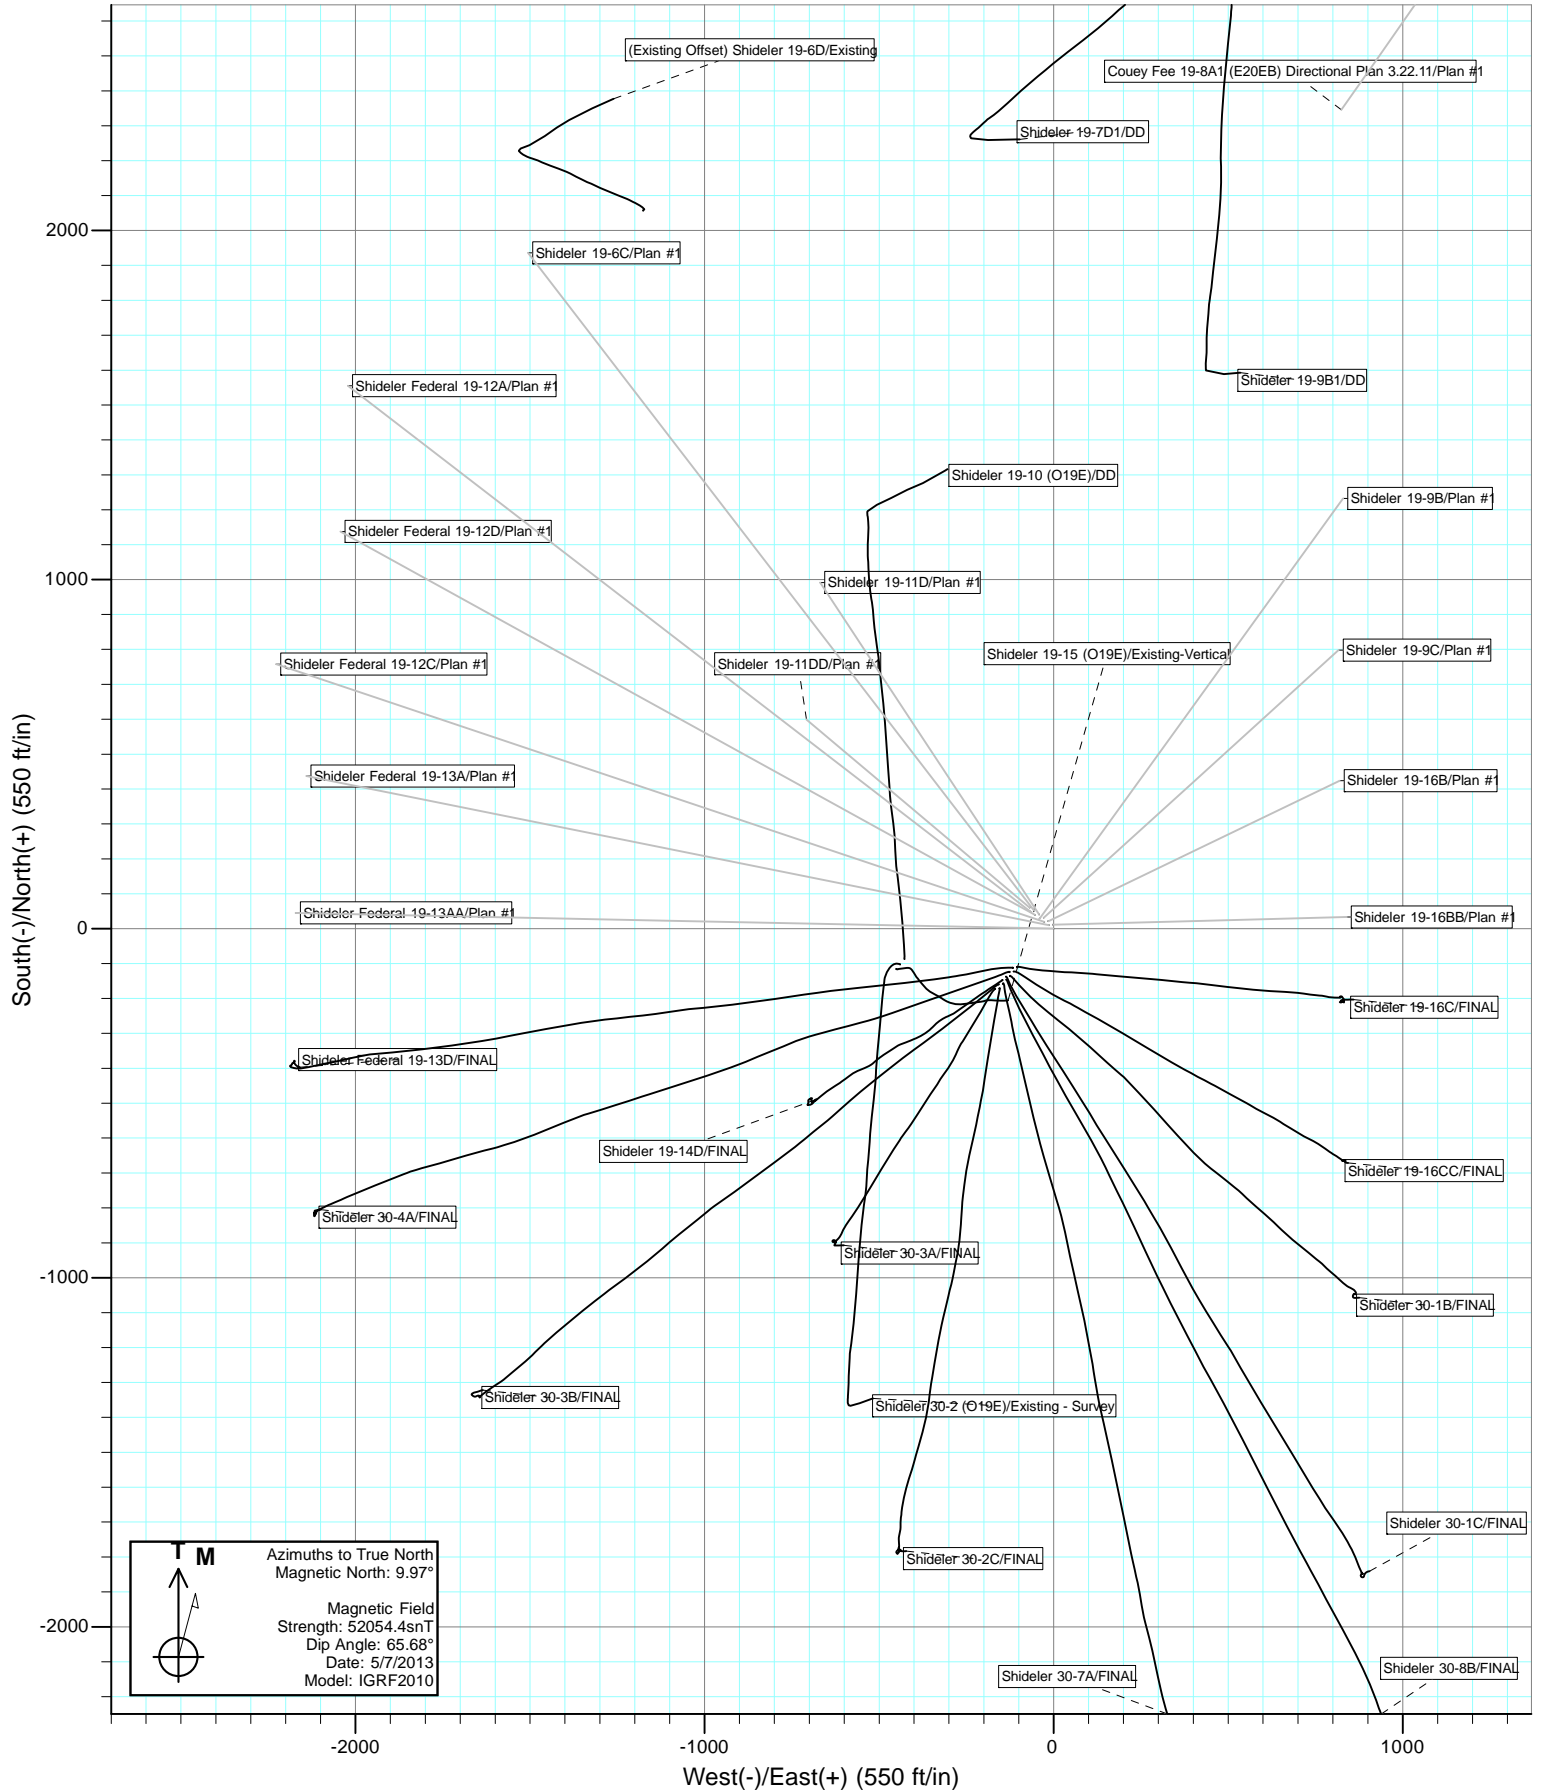 (Existing Offset) Shideler 19-6D/Existing
Couey Fee 19-8A1 (E20EB) Directional Plan 3.22.11/Plan #1
Shideler 19-7D1/DD
2000
Shideler 19-6C/Plan #1
Shideler Federal 19-12A/Plan #1
Shideler 19-9B1/DD
Shideler 19-10 (O19E)/DD
Shideler 19-9B/Plan #1
Shideler Federal 19-12D/Plan #1
1000
Shideler 19-11D/Plan #1
Shideler Federal 19-12C/Plan #1
Shideler 19-11DD/Plan #1
Shideler 19-15 (O19E)/Existing-Vertical
Shideler 19-9C/Plan #1
Shideler Federal 19-13A/Plan #1
Shideler 19-16B/Plan #1
South(-)/North(+) (550 ft/in)
Shideler Federal 19-13AA/Plan #1
Shideler 19-16BB/Plan #1
0
Shideler 19-16C/FINAL
Shideler Federal 19-13D/FINAL
Shideler 19-14D/FINAL
Shideler 19-16CC/FINAL
Shideler 30-4A/FINAL
Shideler 30-3A/FINAL
-1000
Shideler 30-1B/FINAL
Shideler 30-3B/FINAL
Shideler 30-2 (O19E)/Existing - Survey
Shideler 30-1C/FINAL
Shideler 30-2C/FINAL
T M
Azimuths to True North
Magnetic North: 9.97°
Magnetic Field
Strength: 52054.4snT
Dip Angle: 65.68°
Date: 5/7/2013
Model: IGRF2010
-2000
Shideler 30-7A/FINAL
Shideler 30-8B/FINAL
-2000
-1000
0
1000
West(-)/East(+) (550 ft/in)